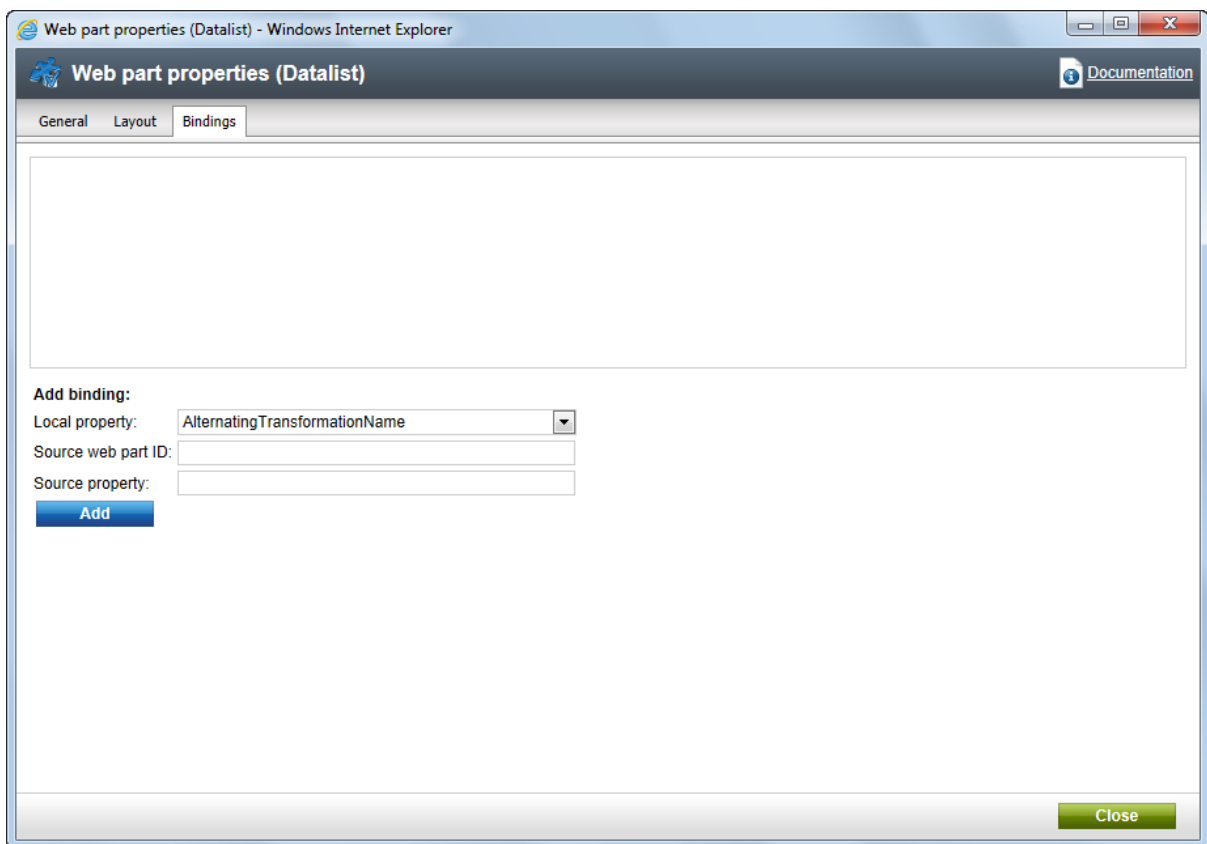 Web part properties (Datalist) - Windows Internet Explorer
Web part properties (Datalist)
Documentation
General Layout Bindings
Add binding:
Local property: AlternatingTransformationName
Source web part ID:
Source property:
Add
Close